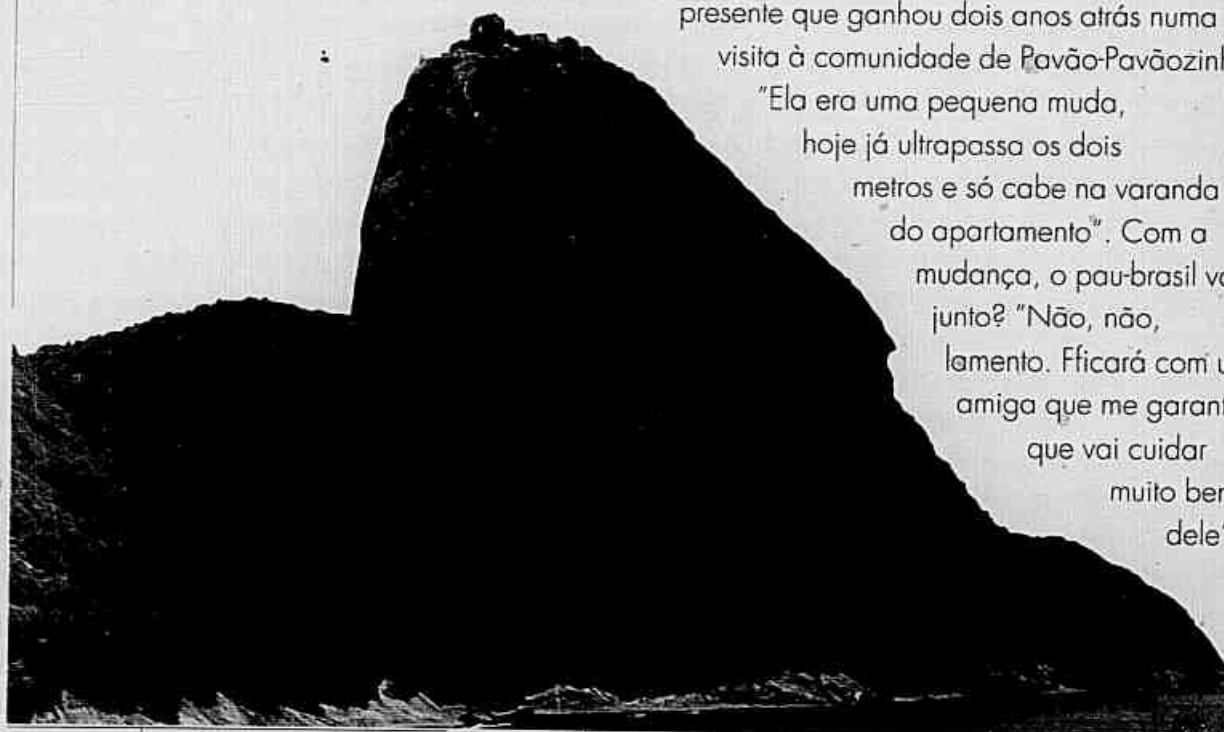 presente que ganhou dois anos atrás numa
visita à comunidade de Pavão-Pavãozinh
"Ela era uma pequena muda,
hoje já ultrapassa os dois
metros e só cabe na varanda
do apartamento". Com a
mudança, o pau-brasil va
junto? "Não, não,
lamento. Fficará com u
amiga que me garant
que vai cuidar
muito ber
dele"